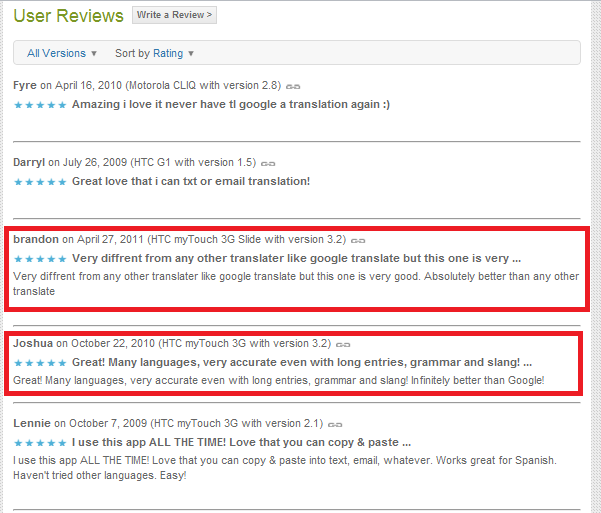 User Reviews Write a Review >
All Versions ▼ Sort by Rating ▼
Fyre on April 16, 2010 (Motorola CLIQ with version 2.8)
★★★★★ Amazing i love it never have tl google a translation again :)
Darryl on July 26, 2009 (HTC G1 with version 1.5)
★★★★★ Great love that i can txt or email translation!
brandon on April 27, 2011 (HTC myTouch 3G Slide with version 3.2)
★★★★★ Very diffrent from any other translater like google translate but this one is very ...
Very diffrent from any other translater like google translate but this one is very good. Absolutely better than any other
translate
Joshua on October 22, 2010 (HTC myTouch 3G with version 3.2)
★★★★★ Great! Many languages, very accurate even with long entries, grammar and slang! ...
Great! Many languages, very accurate even with long entries, grammar and slang! Infinitely better than Google!
Lennie on October 7, 2009 (HTC myTouch 3G with version 2.1)
★★★★★ I use this app ALL THE TIME! Love that you can copy & paste ...
I use this app ALL THE TIME! Love that you can copy & paste into text, email, whatever. Works great for Spanish.
Haven't tried other languages. Easy!